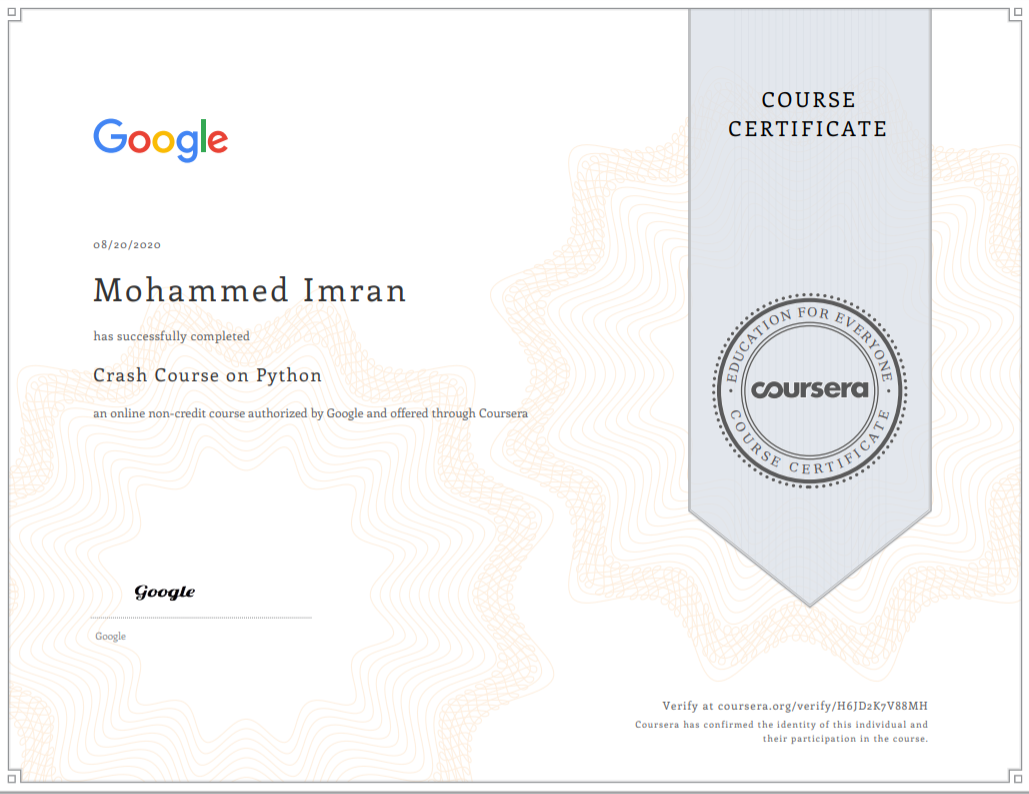 COURSE
CERTIFICATE
Google
08/20/2020
Mohammed Imran
has successfully completed
Crash Course on Python
an online non-credit course authorized by Google and offered through Coursera
EDUCATION FOR EVERYONE
coursera
COURSE CERTIFICATE
Google
Google
Verify at coursera.org/verify/H6JD2K7V88MH
Coursera has confirmed the identity of this individual and
their participation in the course.